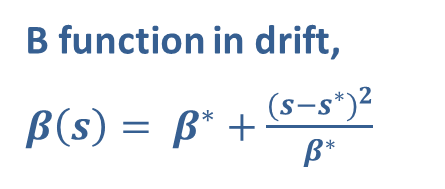 B function in drift,
β(s) = β* + (s−s*)²/β*